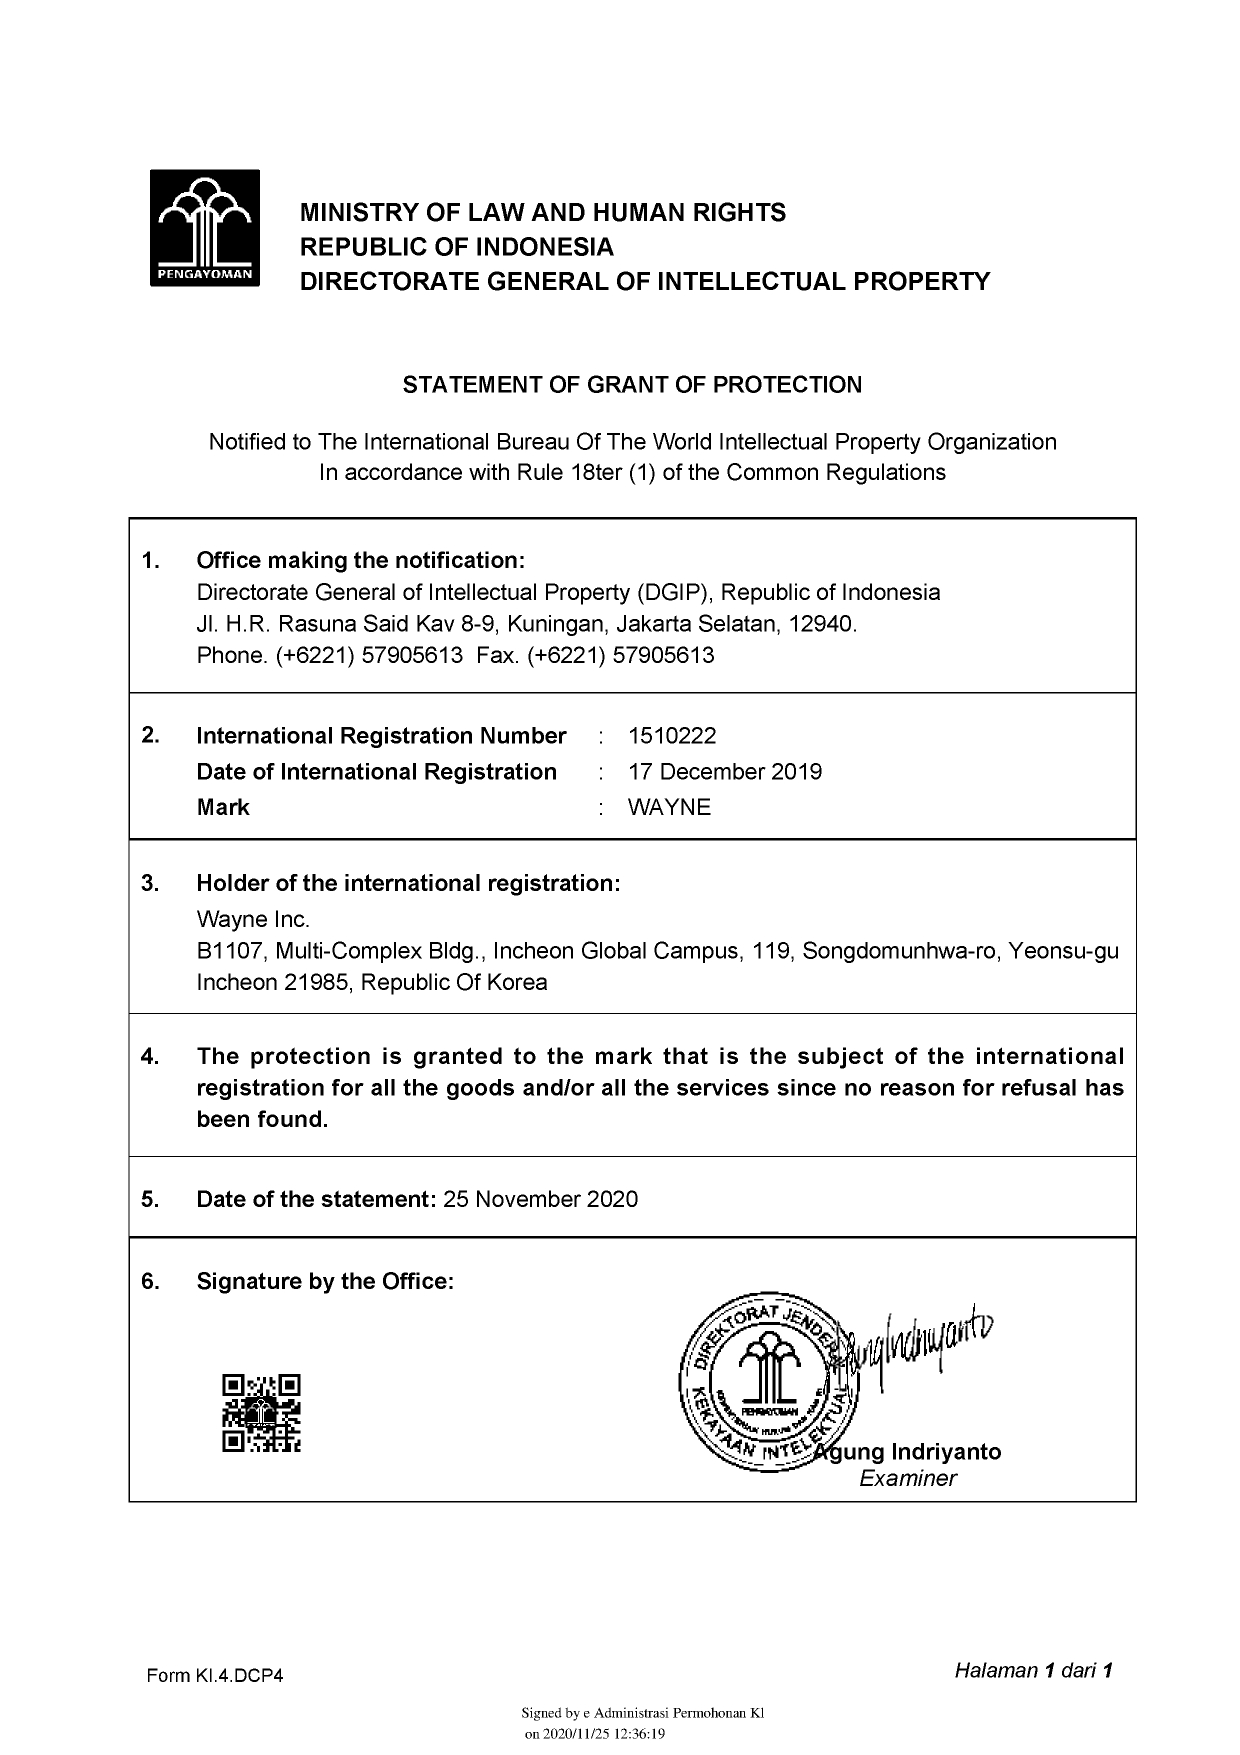 PENGAYOMAN
MINISTRY OF LAW AND HUMAN RIGHTS
REPUBLIC OF INDONESIA
DIRECTORATE GENERAL OF INTELLECTUAL PROPERTY
STATEMENT OF GRANT OF PROTECTION
Notified to The International Bureau Of The World Intellectual Property Organization
In accordance with Rule 18ter (1) of the Common Regulations
1. Office making the notification:
Directorate General of Intellectual Property (DGIP), Republic of Indonesia
Jl. H.R. Rasuna Said Kav 8-9, Kuningan, Jakarta Selatan, 12940.
Phone. (+6221) 57905613 Fax. (+6221) 57905613
2. International Registration Number : 1510222
Date of International Registration : 17 December 2019
Mark : WAYNE
3. Holder of the international registration:
Wayne Inc.
B1107, Multi-Complex Bldg., Incheon Global Campus, 119, Songdomunhwa-ro, Yeonsu-gu
Incheon 21985, Republic Of Korea
4. The protection is granted to the mark that is the subject of the international
registration for all the goods and/or all the services since no reason for refusal has
been found.
5. Date of the statement: 25 November 2020
6. Signature by the Office:
DIREKTORAT JENDERAL
KEKAYAAN INTELEKTUAL
PENGAYOMAN
Agung Indriyanto
Examiner
Form KI.4.DCP4
Halaman 1 dari 1
Signed by e Administrasi Permohonan KI
on 2020/11/25 12:36:19